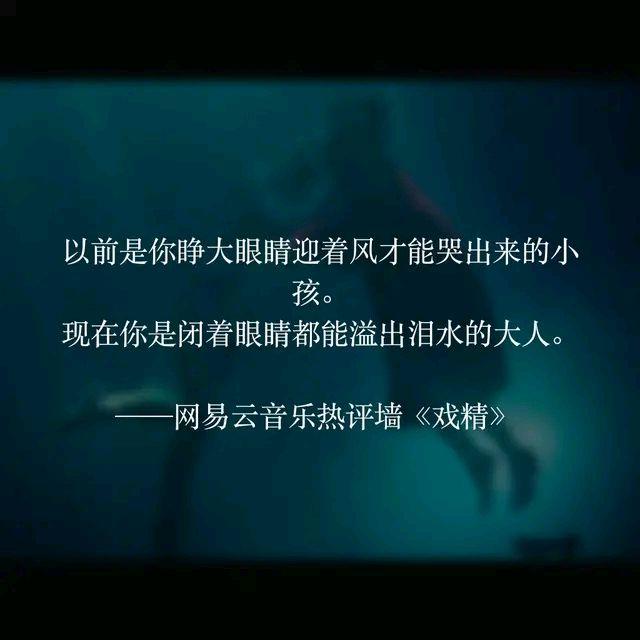 以前是你睁大眼睛迎着风才能哭出来的小
孩。
现在你是闭着眼睛都能溢出泪水的大人。
——网易云音乐热评墙《戏精》